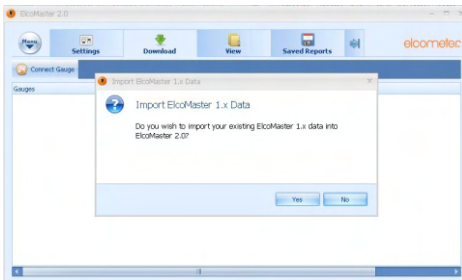 ElcoMaster 2.0
Menu
Settings
Download
View
Saved Reports
elcometer
Connect Gauge
Gauges
Import ElcoMaster 1.x Data
Import ElcoMaster 1.x Data
Do you wish to import your existing ElcoMaster 1.x data into
ElcoMaster 2.0?
Yes
No